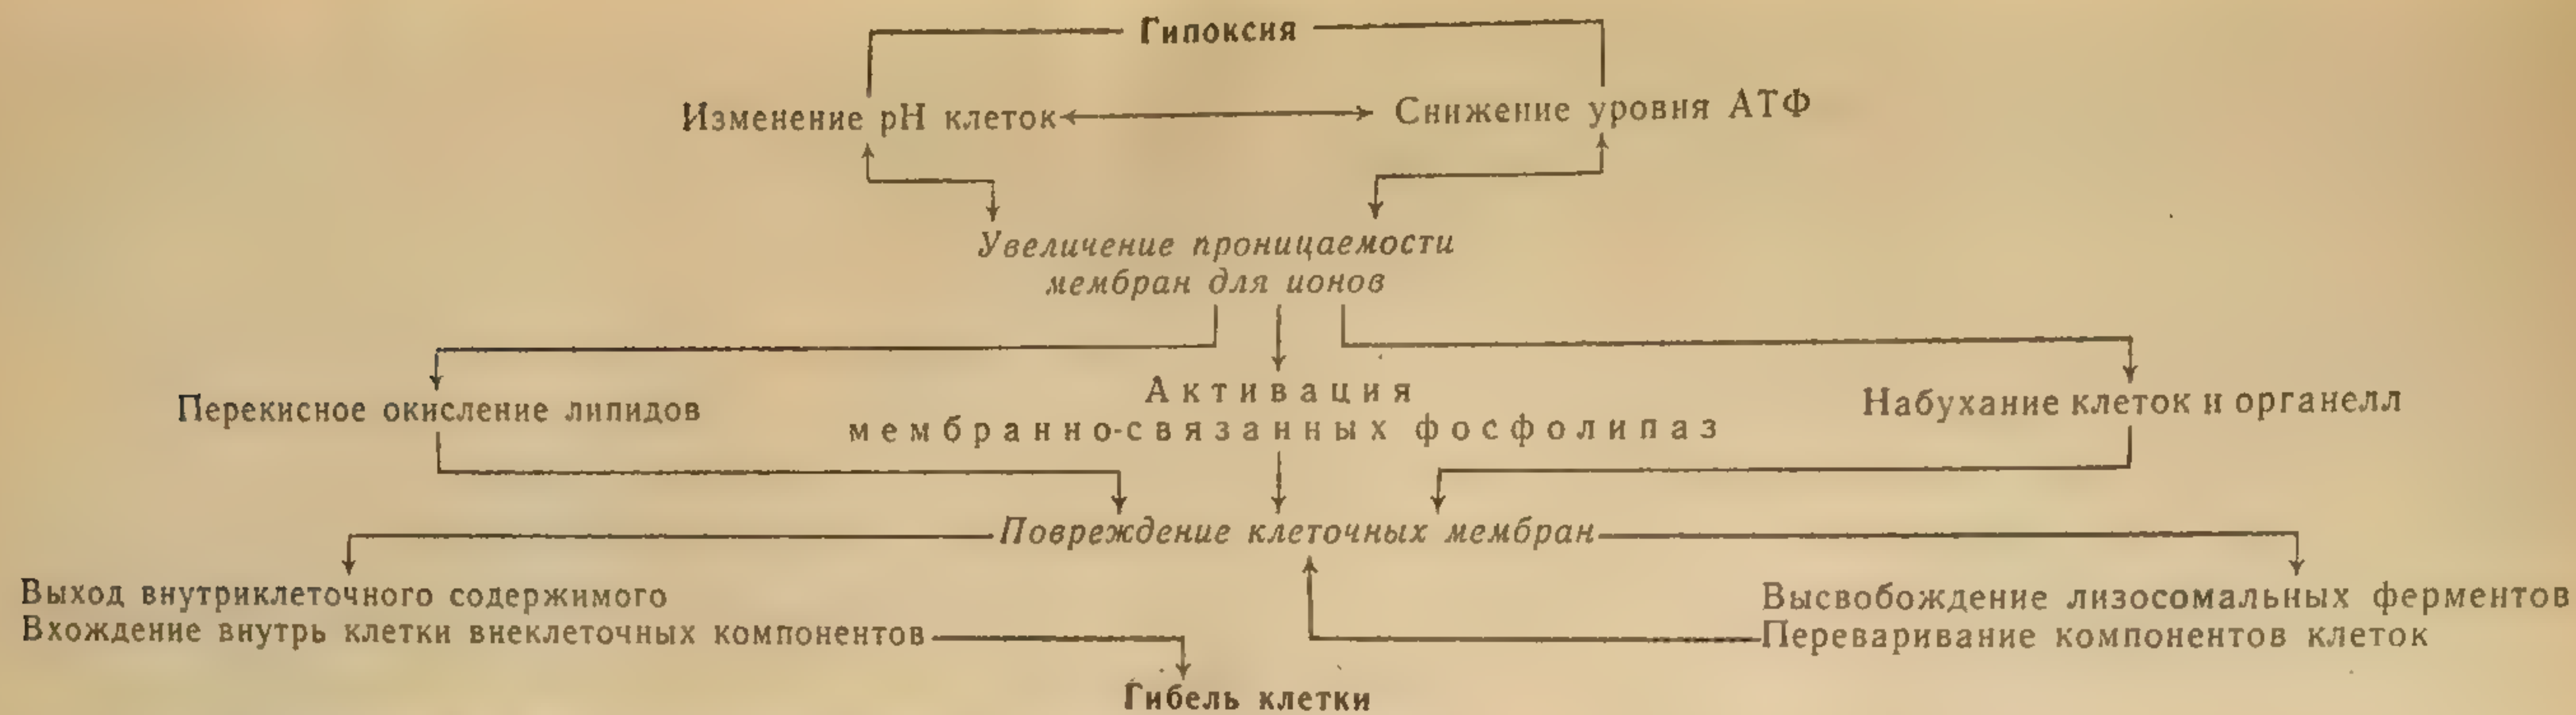 Гипоксия
Изменение pH клеток
Снижение уровня АТФ
Увеличение проницаемости
мембран для ионов
Перекисное окисление липидов
Активация
мембранно-связанных фосфолипаз
Набухание клеток и органелл
Повреждение клеточных мембран
Выход внутриклеточного содержимого
Вхождение внутрь клетки внеклеточных компонентов
Высвобождение лизосомальных ферментов
Переваривание компонентов клеток
Гибель клетки